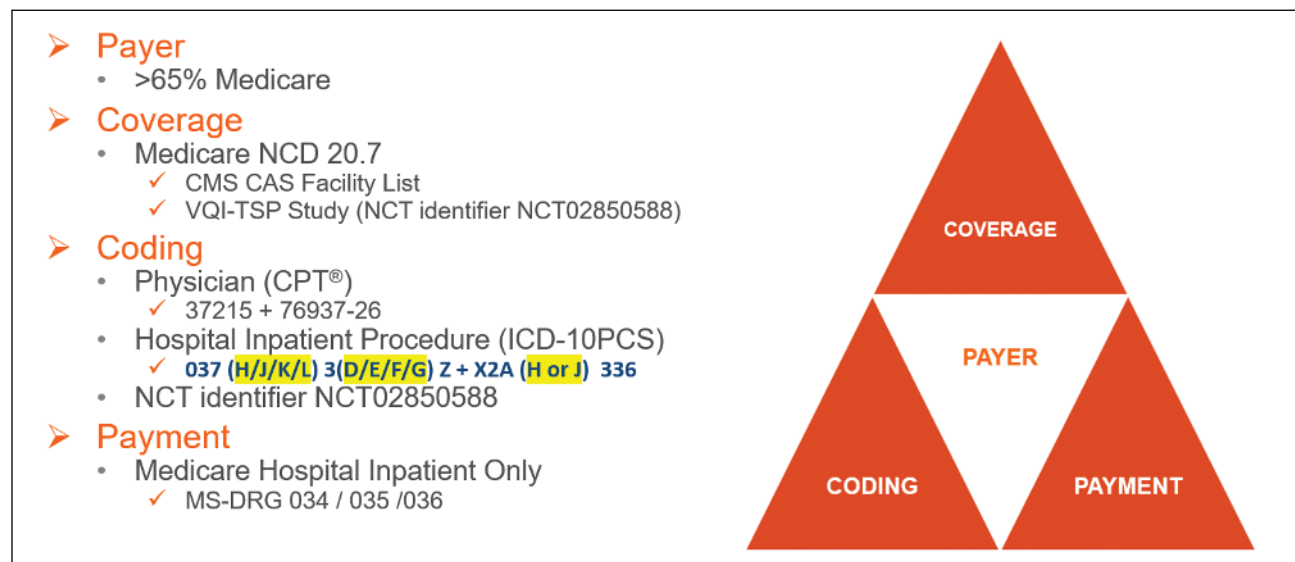 ➢ Payer
• >65% Medicare
➢ Coverage
• Medicare NCD 20.7
✓ CMS CAS Facility List
✓ VQI-TSP Study (NCT identifier NCT02850588)
➢ Coding
• Physician (CPT®)
✓ 37215 + 76937-26
• Hospital Inpatient Procedure (ICD-10PCS)
✓ 037 (H/J/K/L) 3(D/E/F/G) Z + X2A (H or J) 336
• NCT identifier NCT02850588
➢ Payment
• Medicare Hospital Inpatient Only
✓ MS-DRG 034 / 035 /036
COVERAGE
PAYER
CODING
PAYMENT